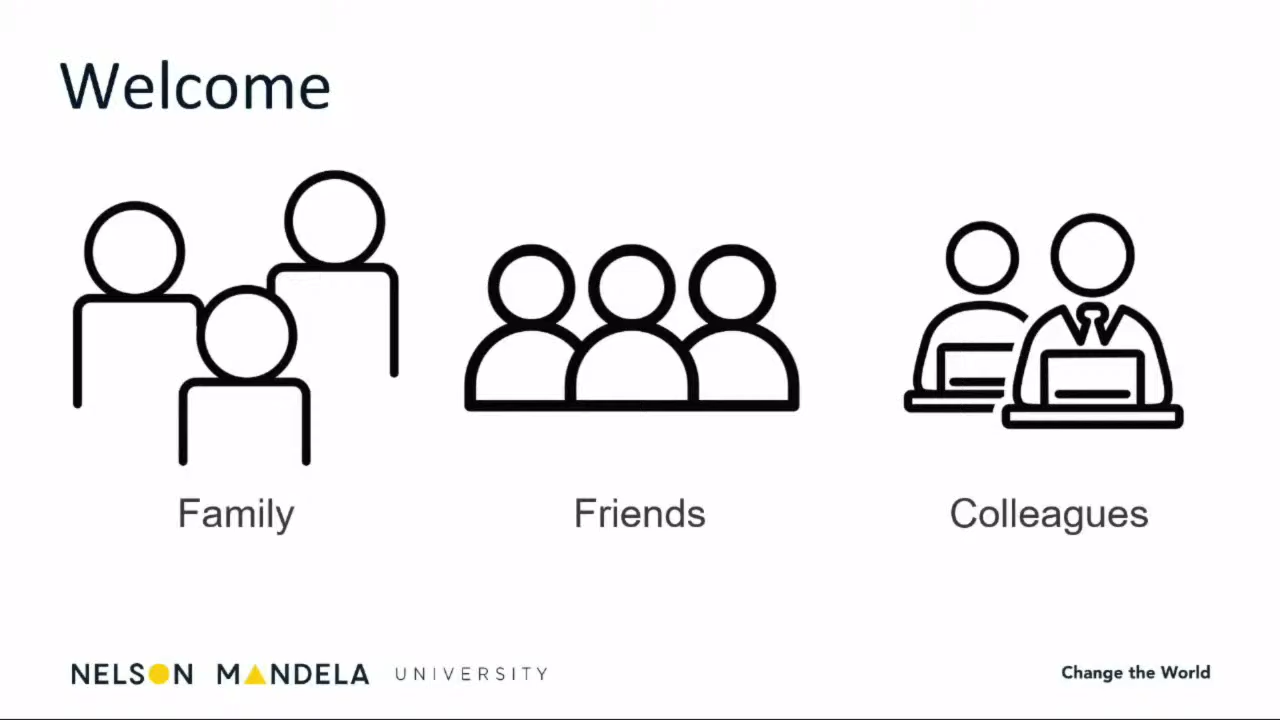 Welcome
Family
Friends
Colleagues
NELSON MANDELA UNIVERSITY
Change the World